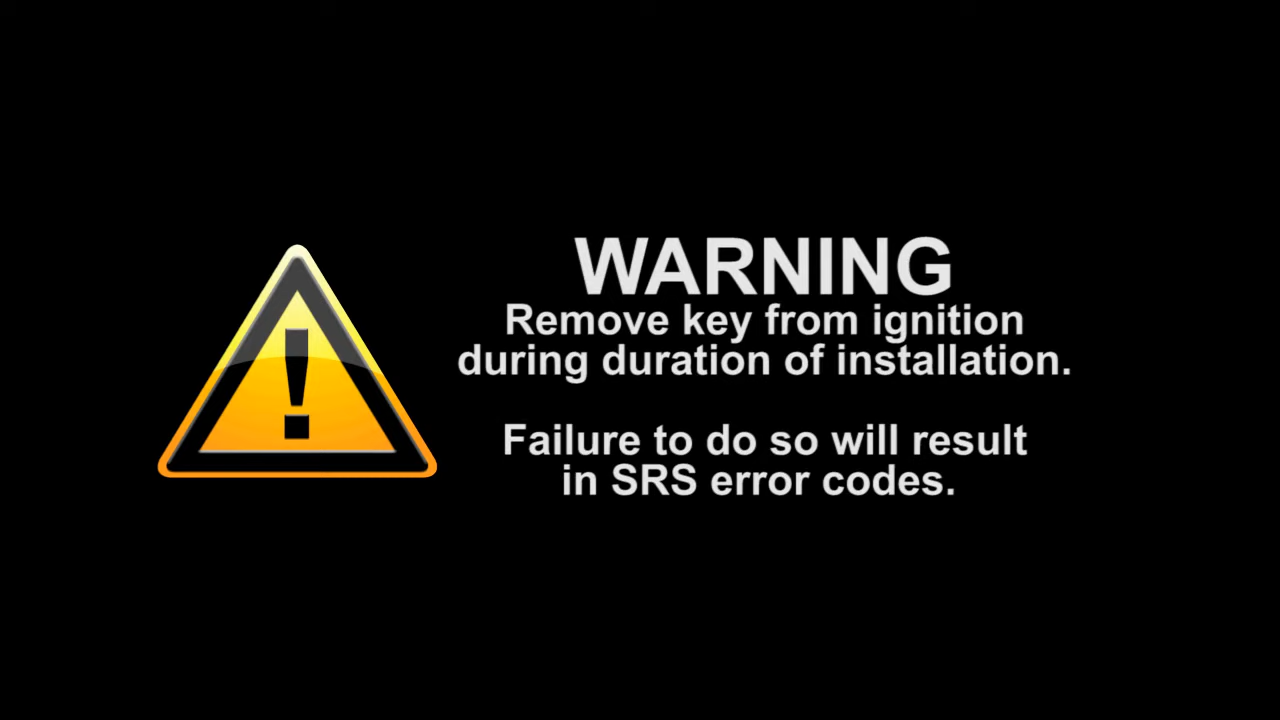 WARNING
Remove key from ignition
during duration of installation.
Failure to do so will result
in SRS error codes.